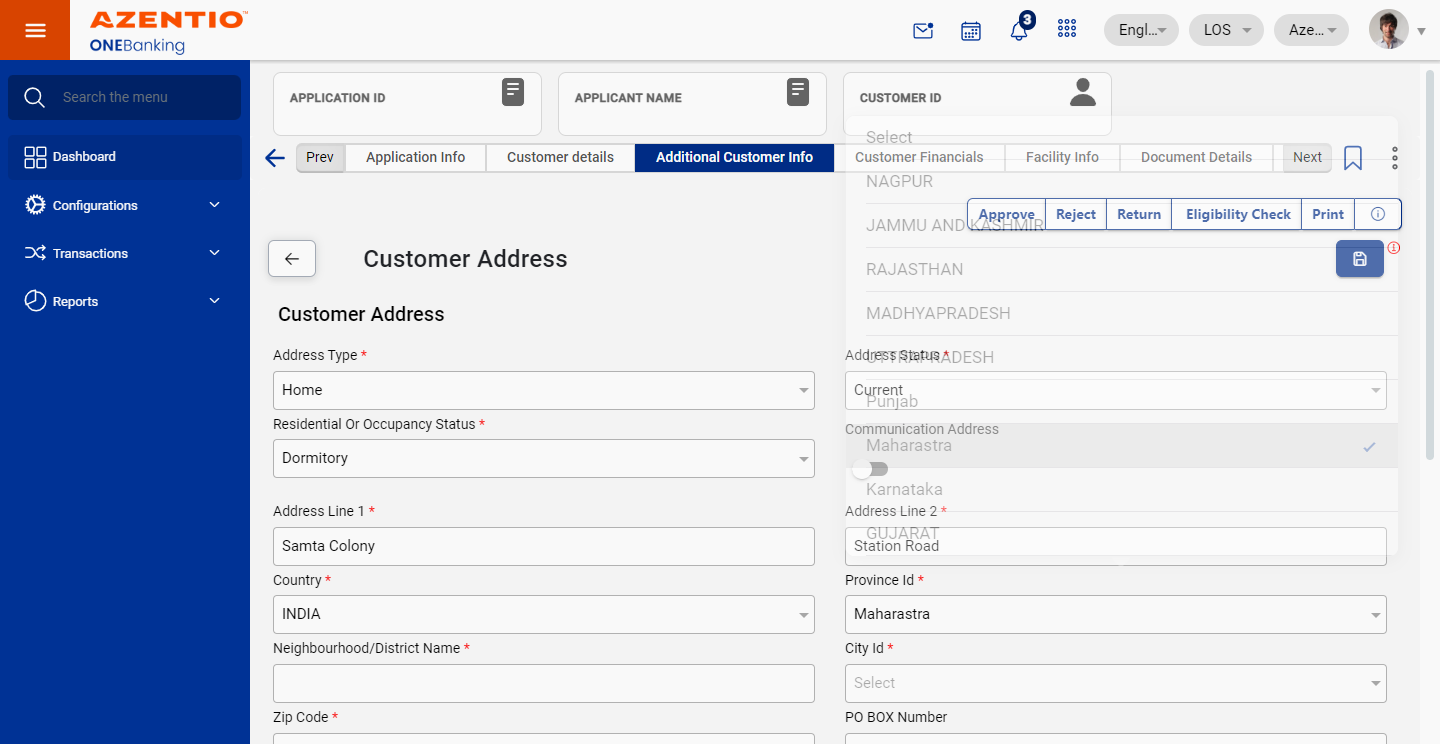 AZENTIO™
ONEBanking
3
Engl...
LOS
Aze...
Search the menu
Dashboard
Configurations
Transactions
Reports
APPLICATION ID
APPLICANT NAME
CUSTOMER ID
Prev
Application Info
Customer details
Additional Customer Info
Customer Financials
Facility Info
Document Details
Next
Approve
Reject
Return
Eligibility Check
Print
Customer Address
Customer Address
Address Type *
Home
Address Status *
Current
Residential Or Occupancy Status *
Dormitory
Communication Address
Address Line 1 *
Samta Colony
Address Line 2 *
Station Road
Country *
INDIA
Province Id *
Maharastra
Neighbourhood/District Name *
City Id *
Select
Zip Code *
PO BOX Number
Select
NAGPUR
JAMMU AND KASHMIR
RAJASTHAN
MADHYAPRADESH
UTTRAPRADESH
Punjab
Maharastra
Karnataka
GUJARAT